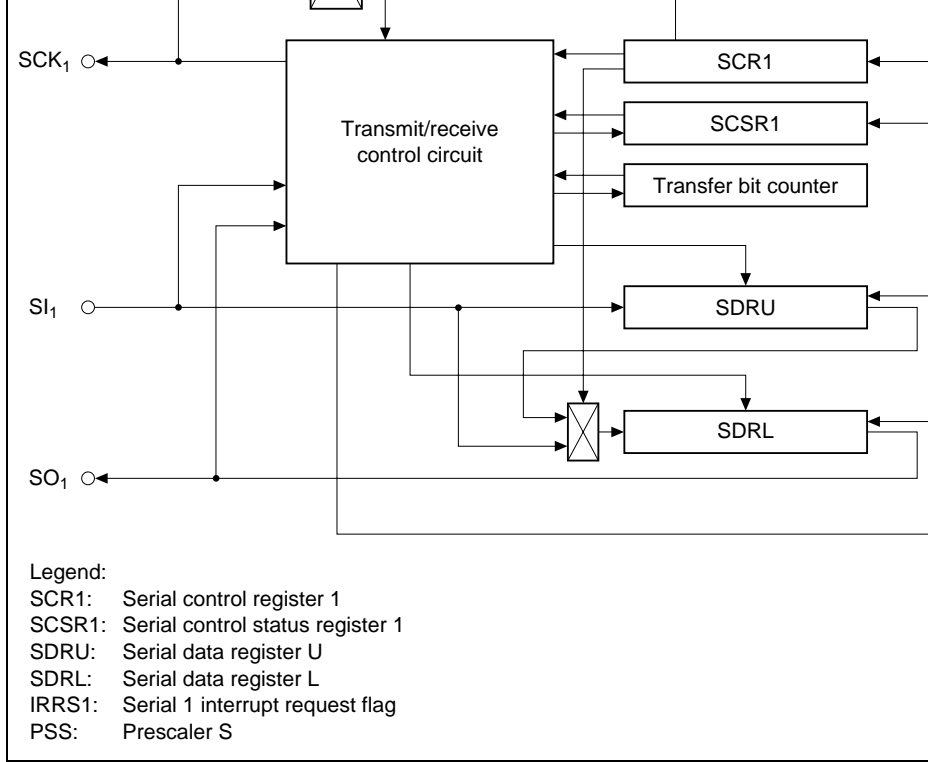 SCK1
SCR1
Transmit/receive
control circuit
SCSR1
Transfer bit counter
SI1
SDRU
SDRL
SO1
Legend:
SCR1: Serial control register 1
SCSR1: Serial control status register 1
SDRU: Serial data register U
SDRL: Serial data register L
IRRS1: Serial 1 interrupt request flag
PSS: Prescaler S